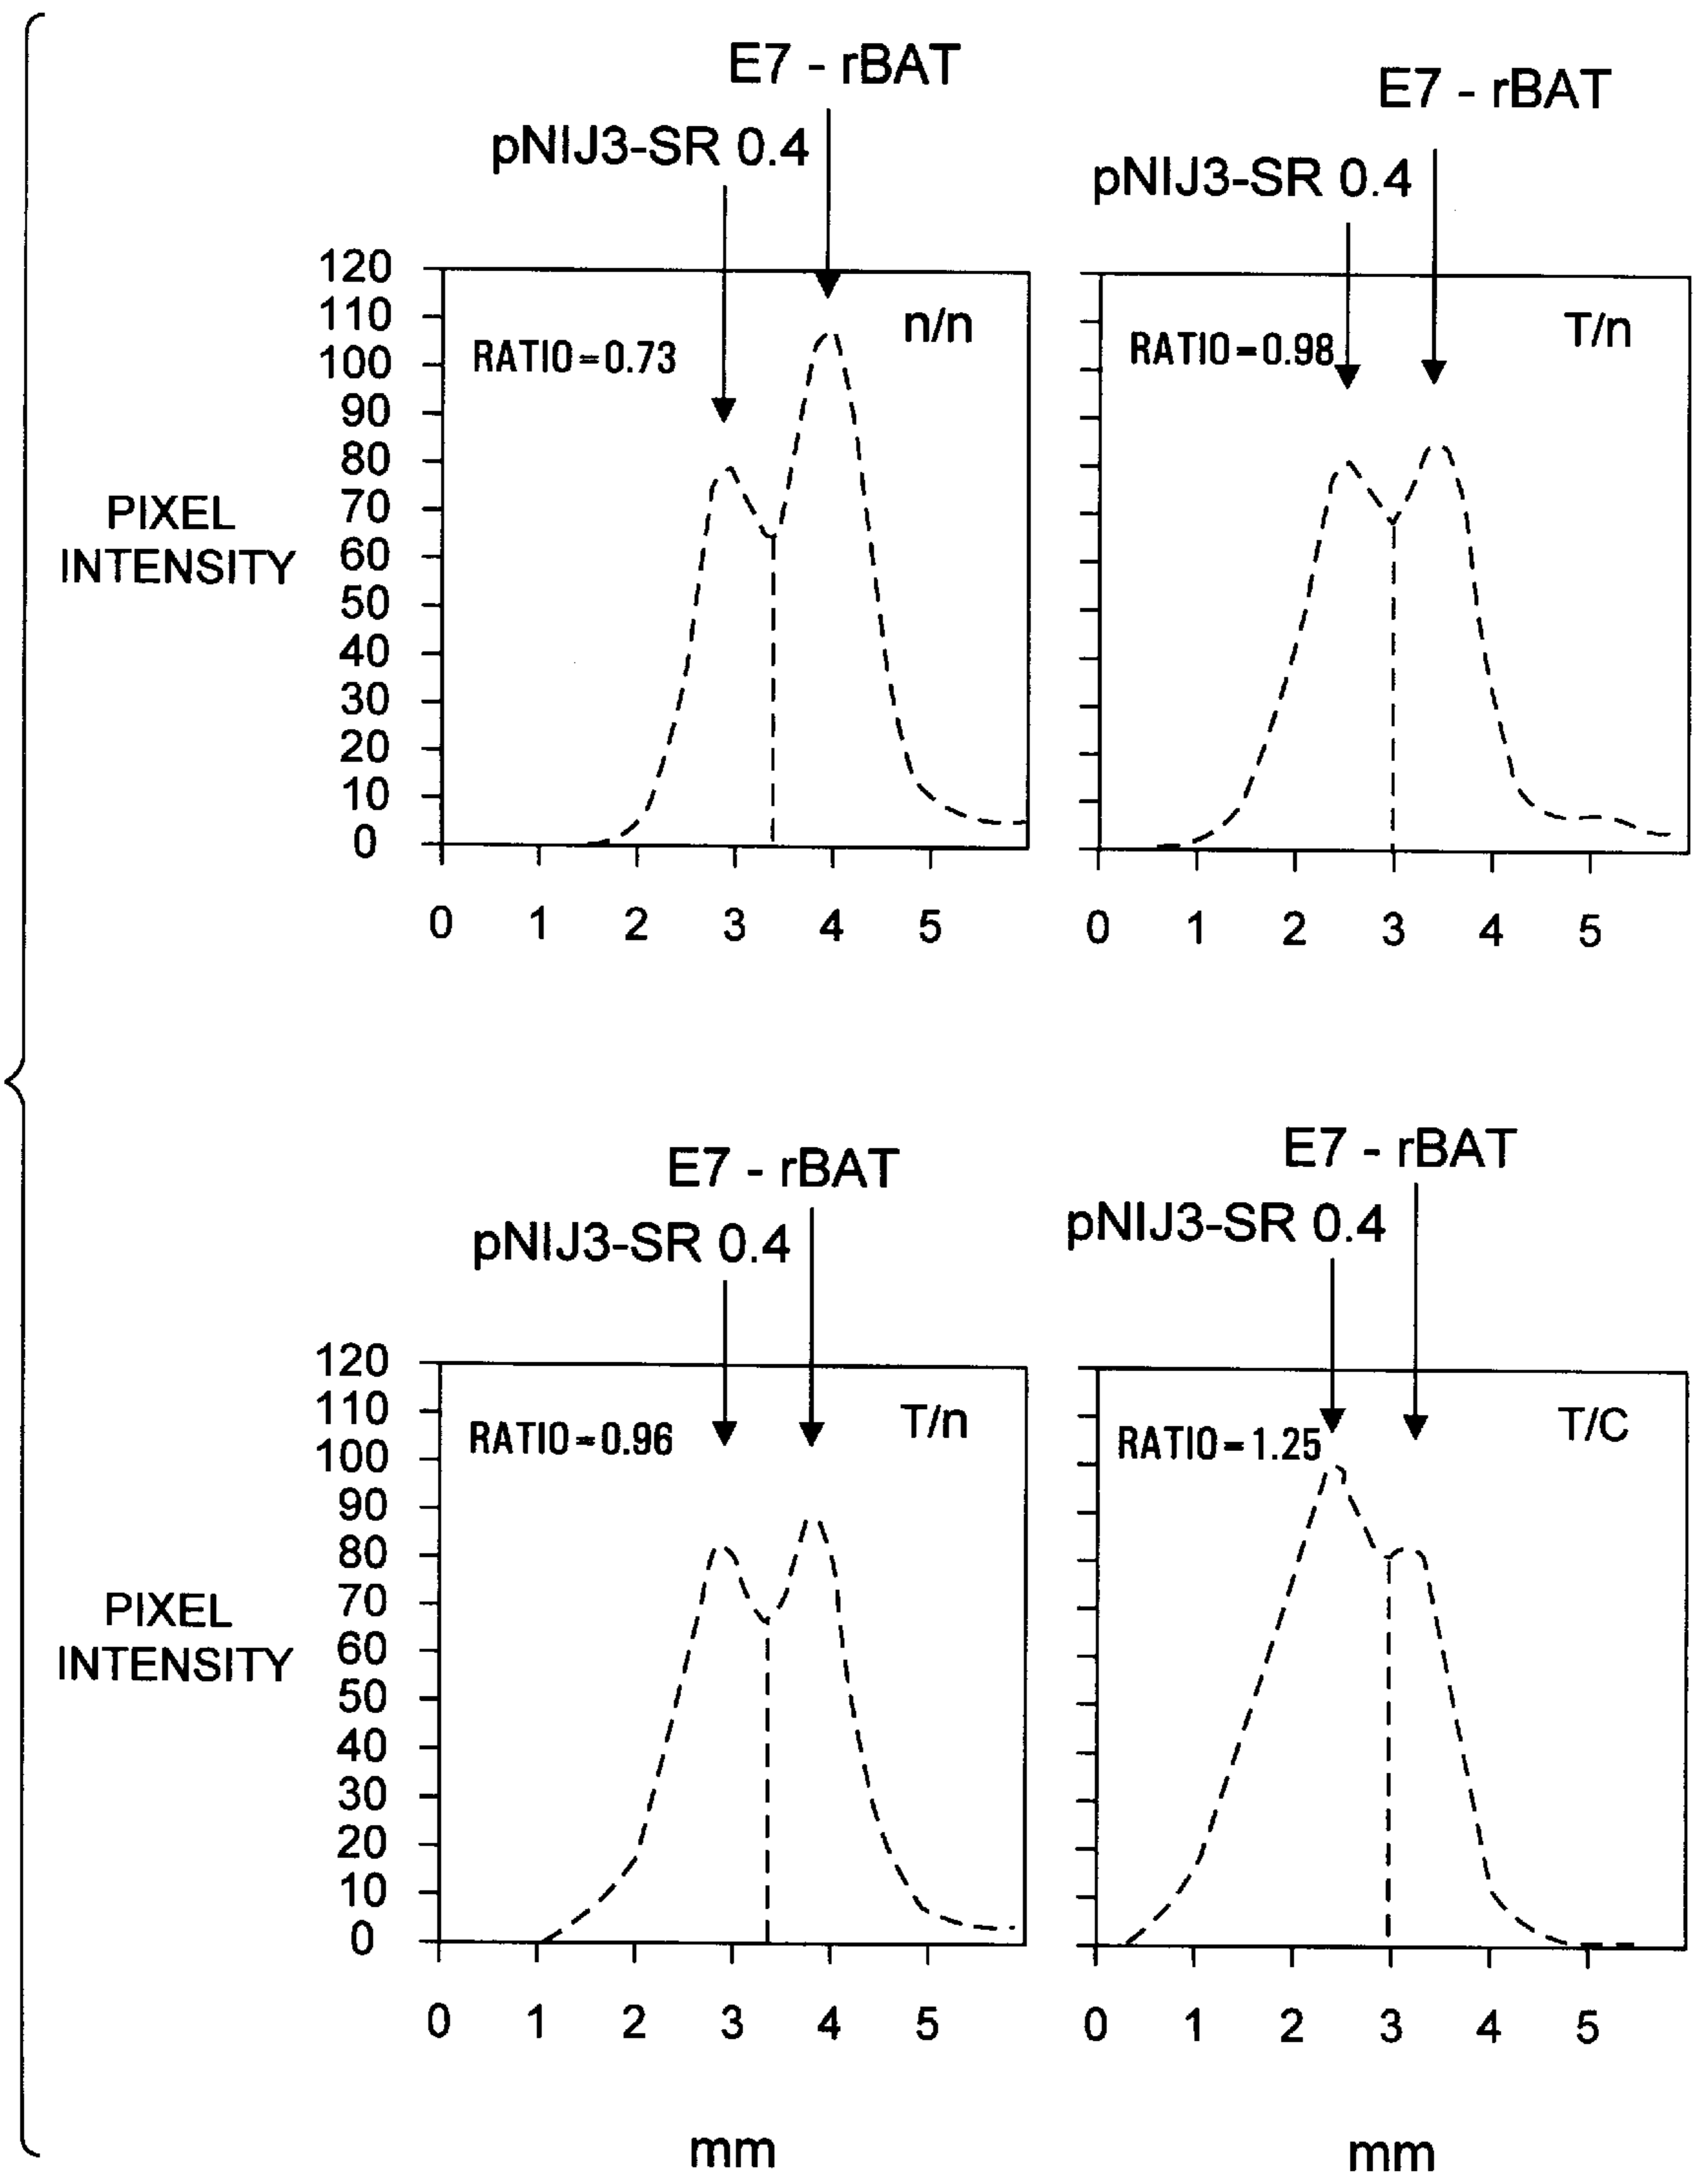 E7 - rBAT
pNIJ3-SR 0.4
120
110
100
90
80
70
60
50
40
30
20
10
0
PIXEL
INTENSITY
RATIO=0.73
n/n
0 1 2 3 4 5
E7 - rBAT
pNIJ3-SR 0.4
RATIO=0.98
T/n
0 1 2 3 4 5
E7 - rBAT
pNIJ3-SR 0.4
120
110
100
90
80
70
60
50
40
30
20
10
0
PIXEL
INTENSITY
RATIO=0.96
T/n
0 1 2 3 4 5
mm
E7 - rBAT
pNIJ3-SR 0.4
RATIO=1.25
T/C
0 1 2 3 4 5
mm